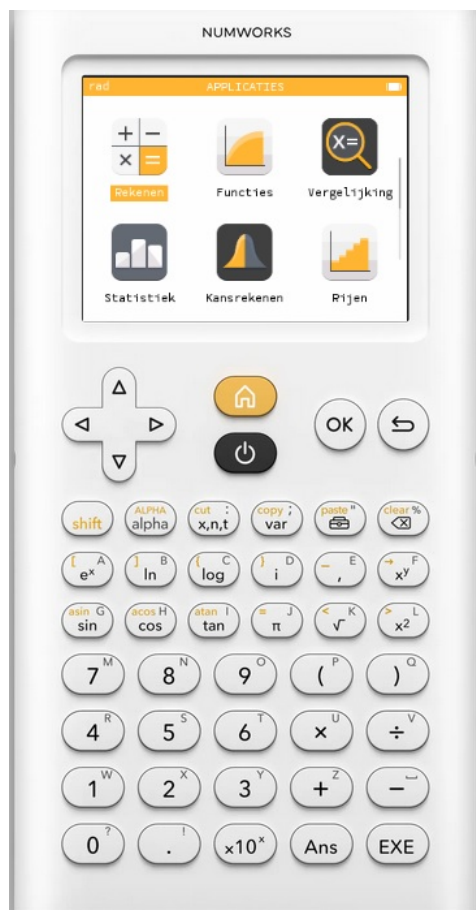 NUMWORKS
rad APPLICATIES
+ −
× =
X=
Rekenen Functies Vergelijking
Statistiek Kansrekenen Rijen
OK
shift ALPHA alpha cut : x,n,t copy ; var paste " clear %
[ A eˣ ] B ln { C log } D i _ E , → F xʸ
asin G sin acos H cos atan I tan = J π < K √ > L x²
7 M 8 N 9 O ( P ) Q
4 R 5 S 6 T × U ÷ V
1 W 2 X 3 Y + Z −
0 ? . ! ×10ˣ Ans EXE